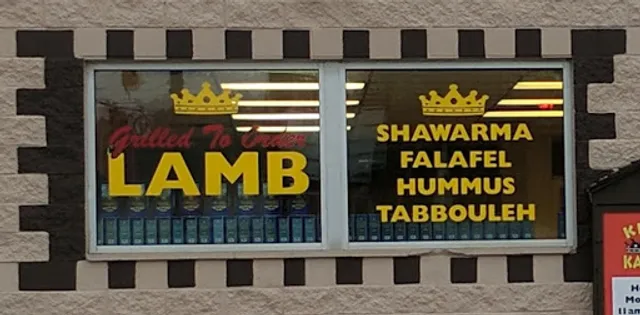 Grilled To Order
LAMB
SHAWARMA
FALAFEL
HUMMUS
TABBOULEH